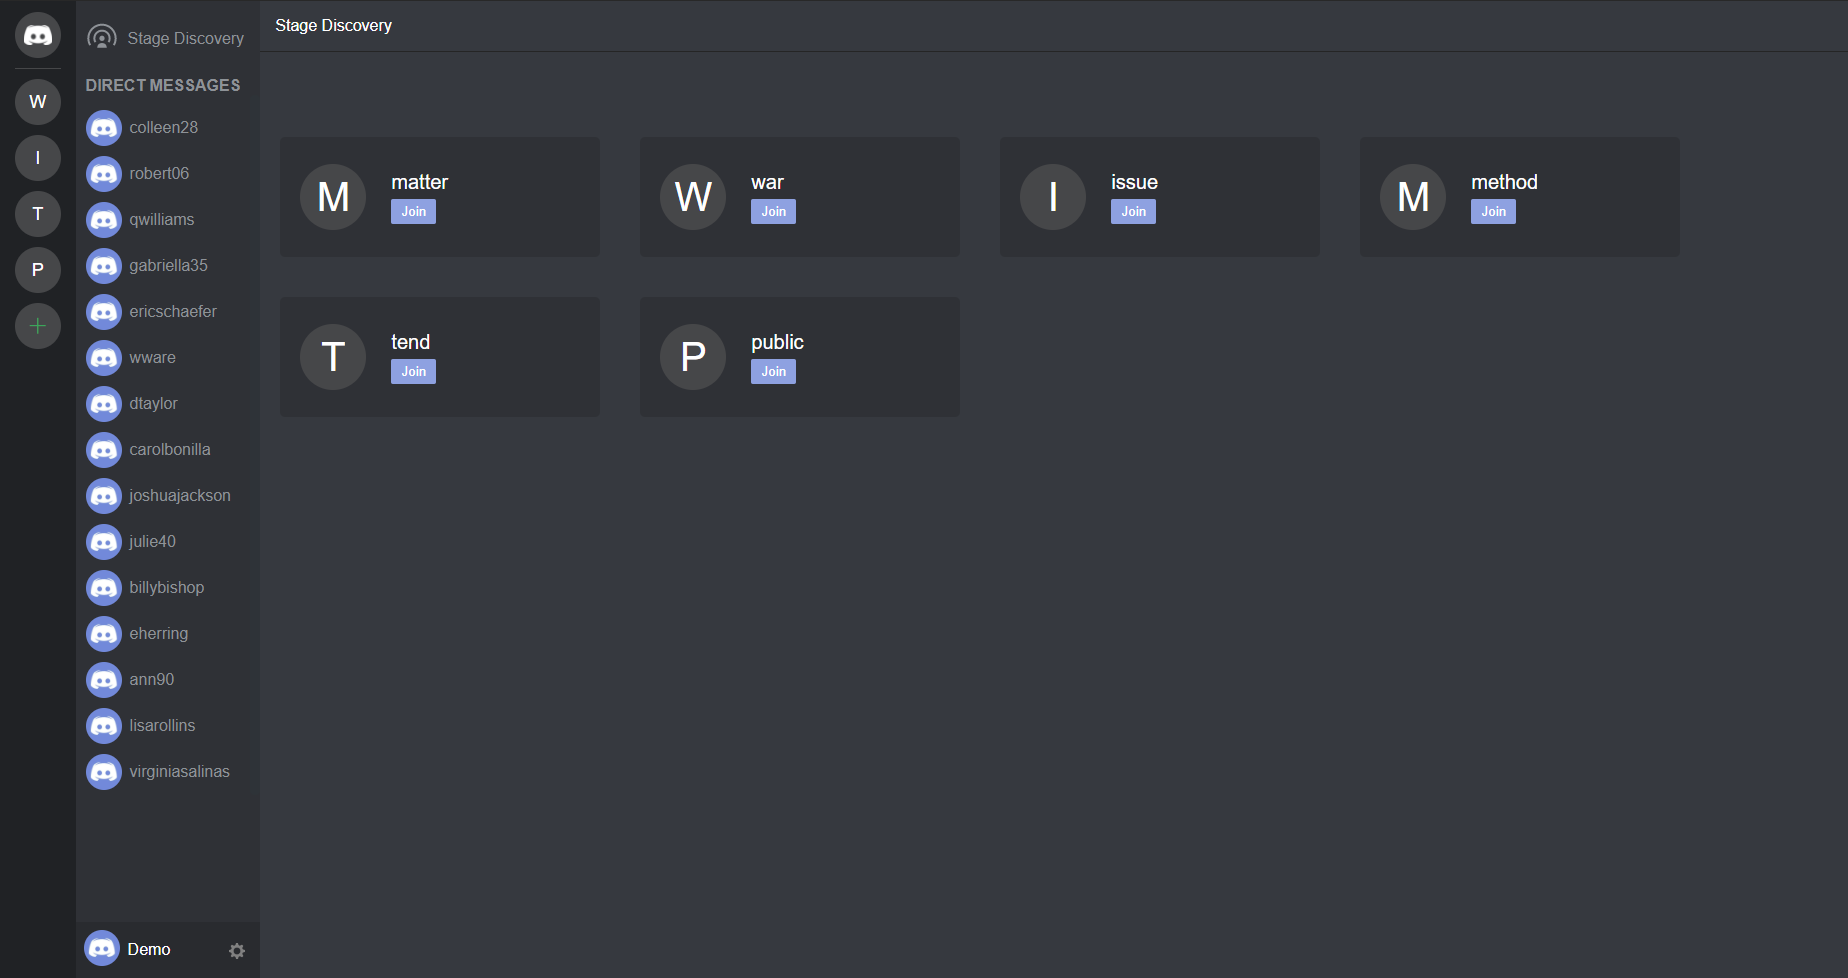 W
I
T
P
Stage Discovery
DIRECT MESSAGES
colleen28
robert06
qwilliams
gabriella35
ericschaefer
wware
dtaylor
carolbonilla
joshuajackson
julie40
billybishop
eherring
ann90
lisarollins
virginiasalinas
Demo
Stage Discovery
M
matter
Join
W
war
Join
I
issue
Join
M
method
Join
T
tend
Join
P
public
Join